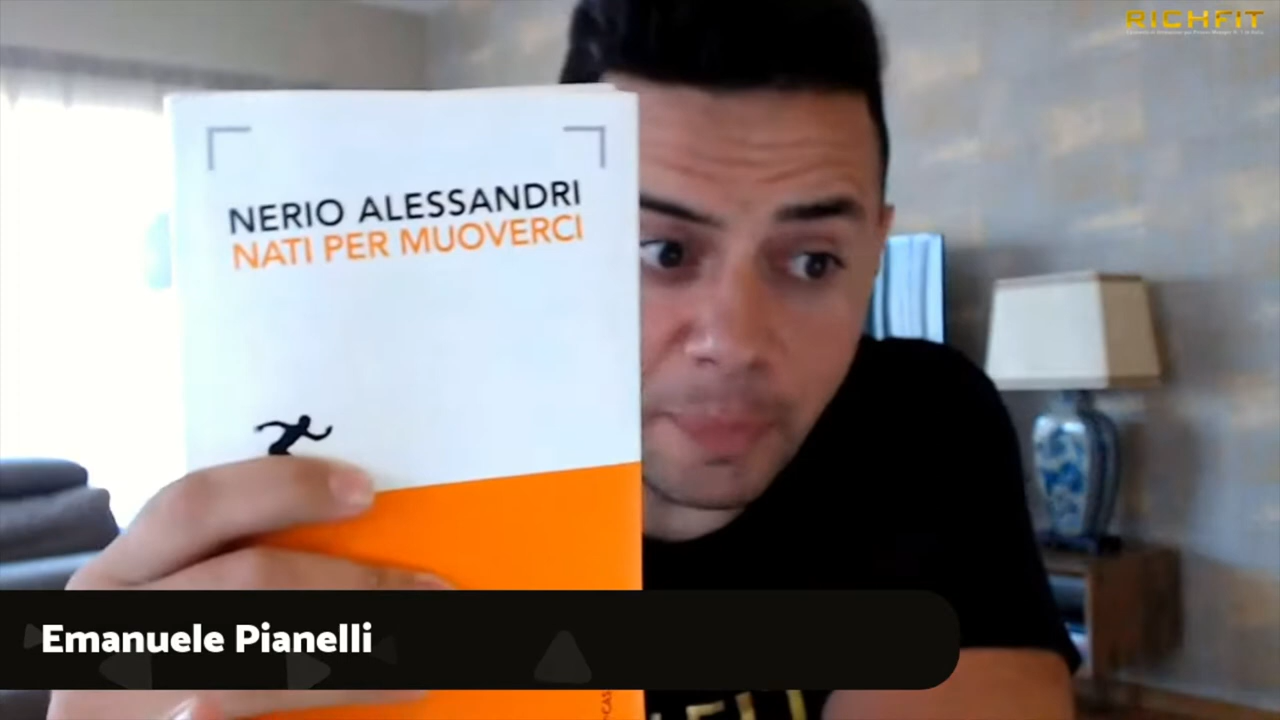 RICHFIT
NERIO ALESSANDRI
NATI PER MUOVERCI
Emanuele Pianelli